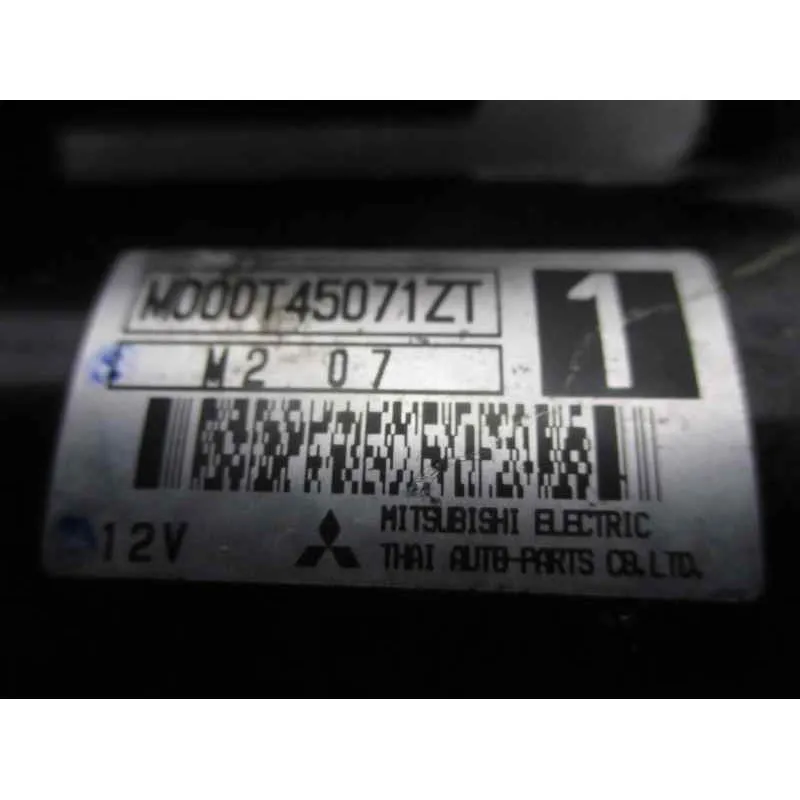 M000T45071ZT
1
M2 07
12V
MITSUBISHI ELECTRIC
THAI AUTO-PARTS CO.LTD.